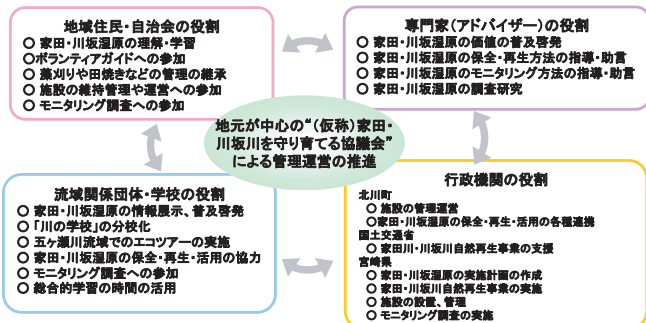 地域住民・自治会の役割
○ 家田・川坂湿原の理解・学習
○ボランティアガイドへの参加
○ 藻刈りや田焼きなどの管理の継承
○ 施設の維持管理や運営への参加
○ モニタリング調査への参加
専門家（アドバイザー）の役割
○ 家田・川坂湿原の価値の普及啓発
○ 家田・川坂湿原の保全・再生方法の指導・助言
○ 家田・川坂湿原のモニタリング方法の指導・助言
○ 家田・川坂湿原の調査研究
地元が中心の“（仮称）家田・
川坂川を守り育てる協議会”
による管理運営の推進
流域関係団体・学校の役割
○ 家田・川坂湿原の情報展示、普及啓発
○ 「川の学校」の分校化
○ 五ヶ瀬川流域でのエコツアーの実施
○ 家田・川坂湿原の保全・再生・活用の協力
○ モニタリング調査への参加
○ 総合的学習の時間の活用
行政機関の役割
北川町
○ 施設の管理運営
○家田・川坂湿原の保全・再生・活用の各種連携
国土交通省
○ 家田川・川坂川自然再生事業の支援
宮崎県
○ 家田・川坂湿原の実施計画の作成
○ 家田・川坂川自然再生事業の実施
○ 施設の設置、管理
○ モニタリング調査の実施